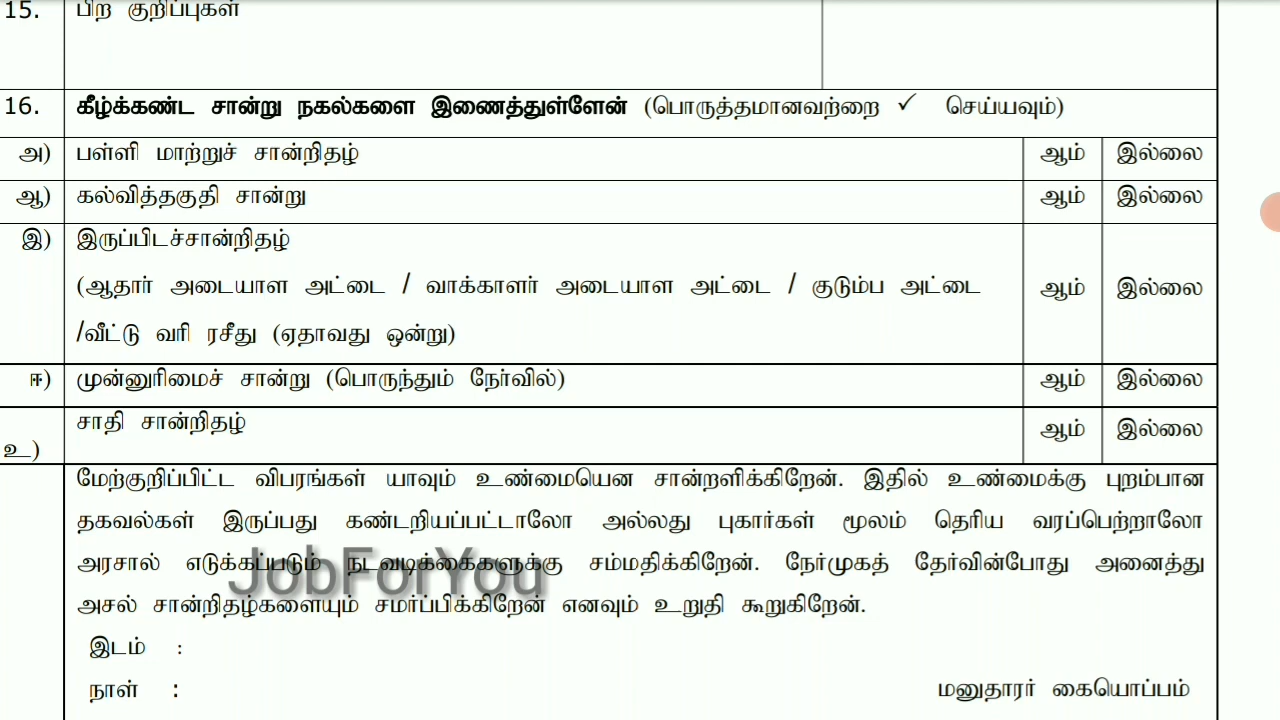 15. பிற குறிப்புகள்
16. கீழ்க்கண்ட சான்று நகல்களை இணைத்துள்ளேன் (பொருத்தமானவற்றை ✓ செய்யவும்)
அ) பள்ளி மாற்றுச் சான்றிதழ் ஆம் இல்லை
ஆ) கல்வித்தகுதி சான்று ஆம் இல்லை
இ) இருப்பிடச்சான்றிதழ்
(ஆதார் அடையாள அட்டை / வாக்காளர் அடையாள அட்டை / குடும்ப அட்டை ஆம் இல்லை
/வீட்டு வரி ரசீது (ஏதாவது ஒன்று)
ஈ) முன்னுரிமைச் சான்று (பொருந்தும் நேர்வில்) ஆம் இல்லை
உ) சாதி சான்றிதழ் ஆம் இல்லை
மேற்குறிப்பிட்ட விபரங்கள் யாவும் உண்மையென சான்றளிக்கிறேன். இதில் உண்மைக்கு புறம்பான
தகவல்கள் இருப்பது கண்டறியப்பட்டாலோ அல்லது புகார்கள் மூலம் தெரிய வரப்பெற்றாலோ
அரசால் எடுக்கப்படும் நடவடிக்கைகளுக்கு சம்மதிக்கிறேன். நேர்முகத் தேர்வின்போது அனைத்து
JobForYou
அசல் சான்றிதழ்களையும் சமர்ப்பிக்கிறேன் எனவும் உறுதி கூறுகிறேன்.
இடம் :
நாள் : மனுதாரர் கையொப்பம்